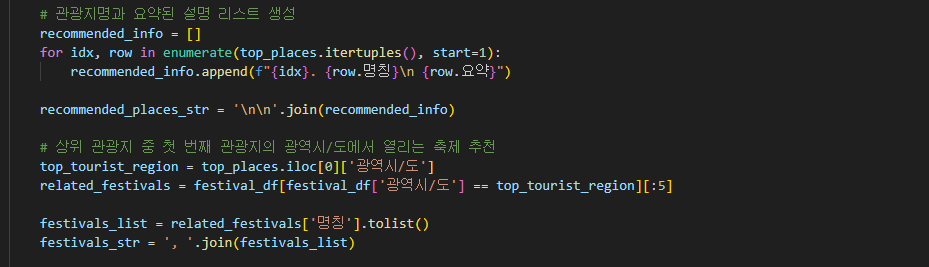 # 관광지명과 요약된 설명 리스트 생성
recommended_info = []
for idx, row in enumerate(top_places.itertuples(), start=1):
    recommended_info.append(f"{idx}. {row.명칭}\n {row.요약}")

recommended_places_str = '\n\n'.join(recommended_info)

# 상위 관광지 중 첫 번째 관광지의 광역시/도에서 열리는 축제 추천
top_tourist_region = top_places.iloc[0]['광역시/도']
related_festivals = festival_df[festival_df['광역시/도'] == top_tourist_region][:5]

festivals_list = related_festivals['명칭'].tolist()
festivals_str = ', '.join(festivals_list)